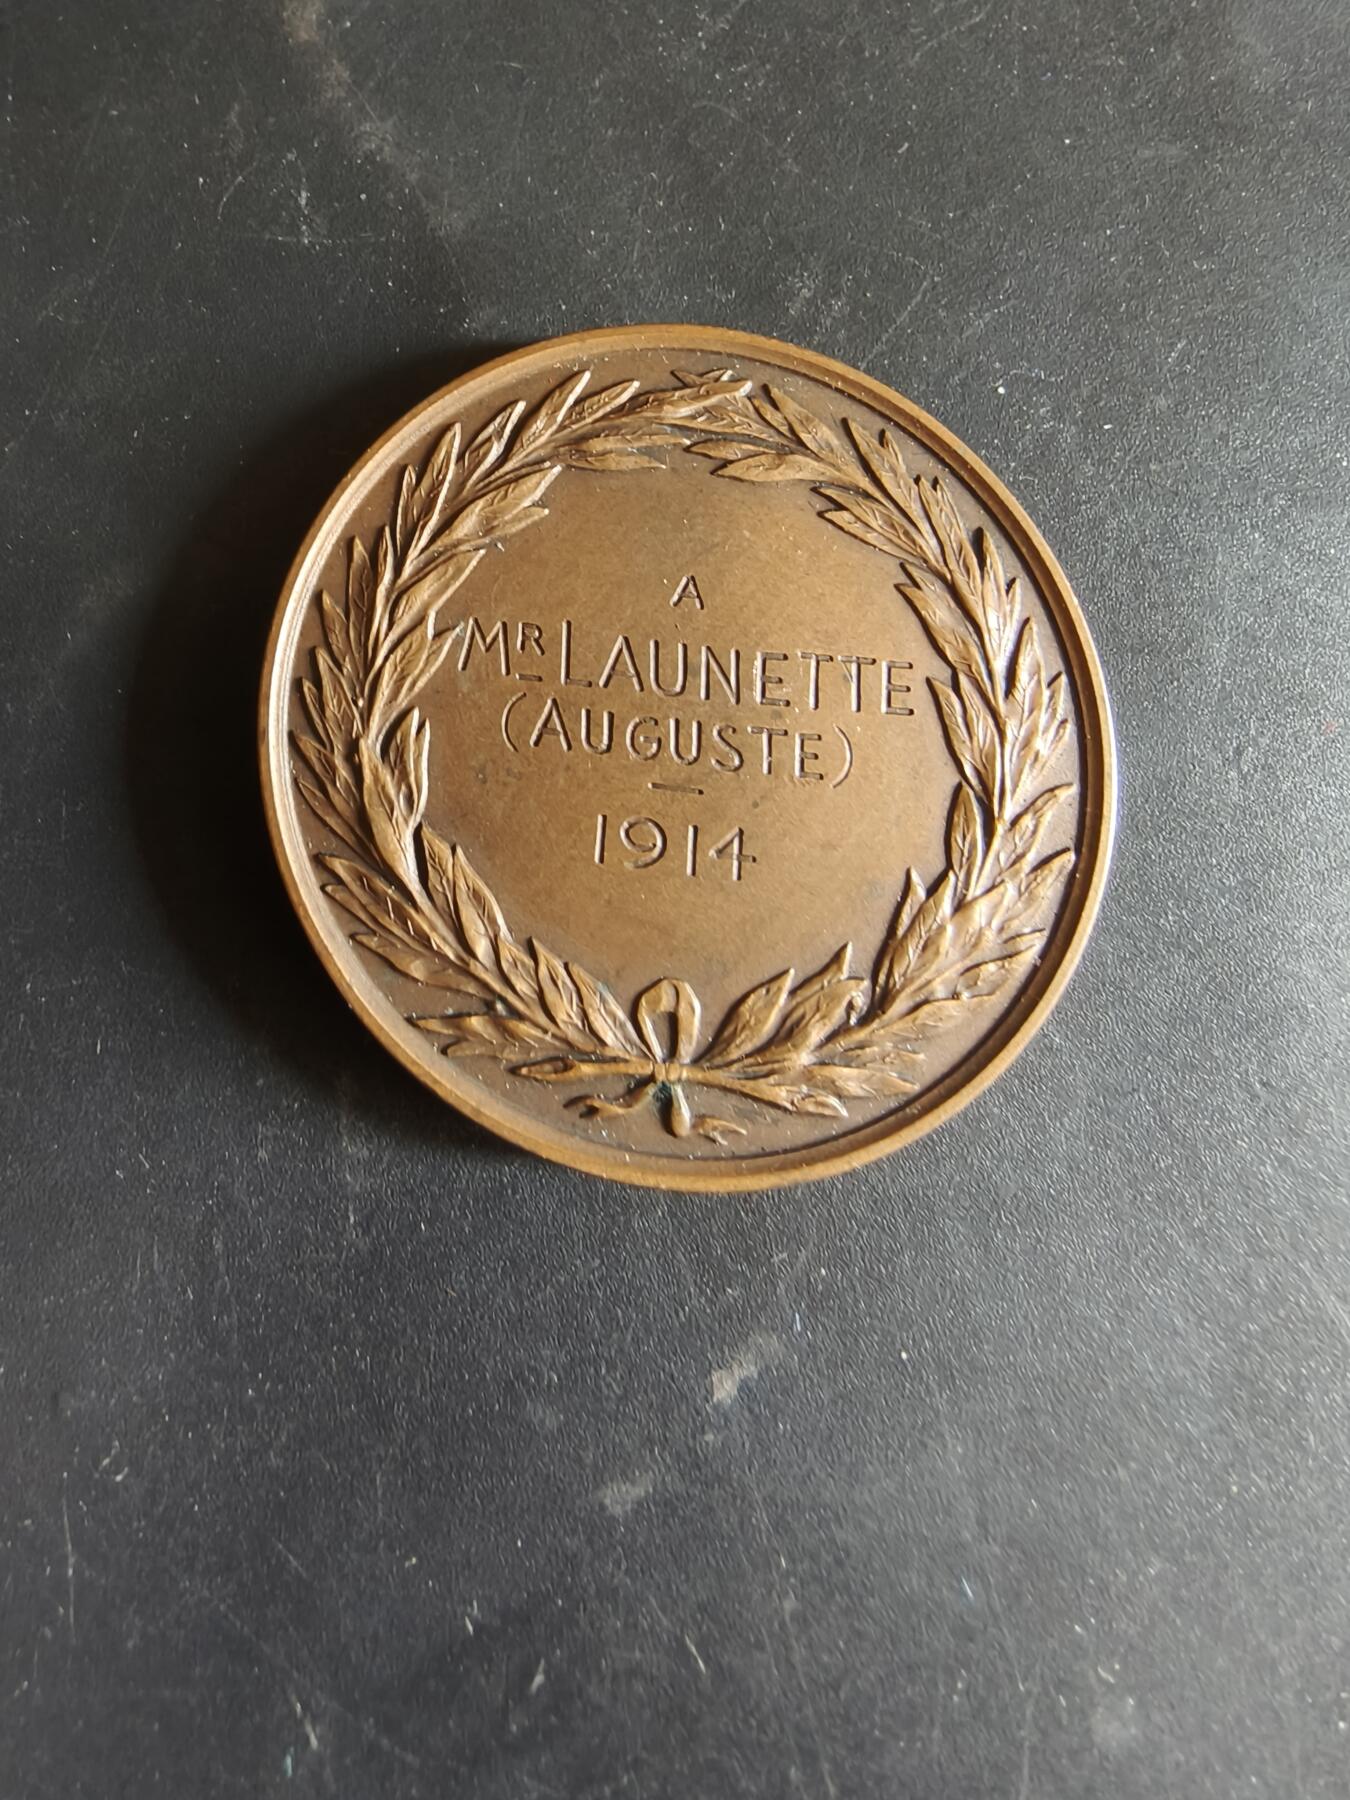 A
MR LAUNETTE
(AUGUSTE)
1914